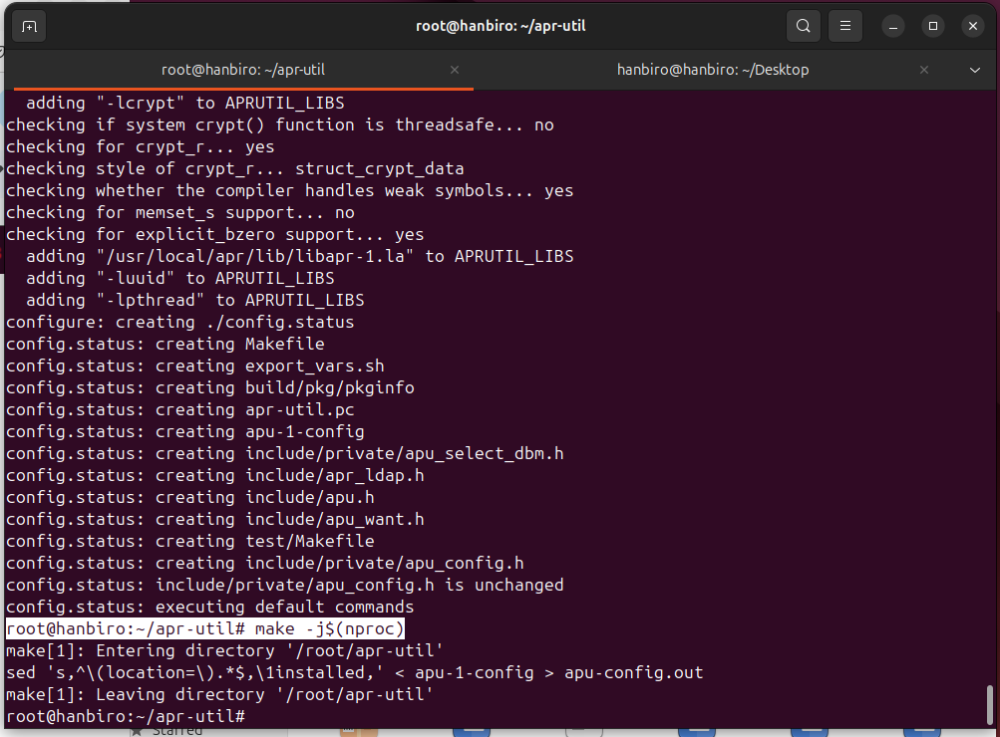 root@hanbiro: ~/apr-util
root@hanbiro: ~/apr-util
hanbiro@hanbiro: ~/Desktop
  adding "-lcrypt" to APRUTIL_LIBS
checking if system crypt() function is threadsafe... no
checking for crypt_r... yes
checking style of crypt_r... struct_crypt_data
checking whether the compiler handles weak symbols... yes
checking for memset_s support... no
checking for explicit_bzero support... yes
  adding "/usr/local/apr/lib/libapr-1.la" to APRUTIL_LIBS
  adding "-luuid" to APRUTIL_LIBS
  adding "-lpthread" to APRUTIL_LIBS
configure: creating ./config.status
config.status: creating Makefile
config.status: creating export_vars.sh
config.status: creating build/pkg/pkginfo
config.status: creating apr-util.pc
config.status: creating apu-1-config
config.status: creating include/private/apu_select_dbm.h
config.status: creating include/apr_ldap.h
config.status: creating include/apu.h
config.status: creating include/apu_want.h
config.status: creating test/Makefile
config.status: creating include/private/apu_config.h
config.status: include/private/apu_config.h is unchanged
config.status: executing default commands
root@hanbiro:~/apr-util# make -j$(nproc)
make[1]: Entering directory '/root/apr-util'
sed 's,^\(location=\).*$,\1installed,' < apu-1-config > apu-config.out
make[1]: Leaving directory '/root/apr-util'
root@hanbiro:~/apr-util#
Starred